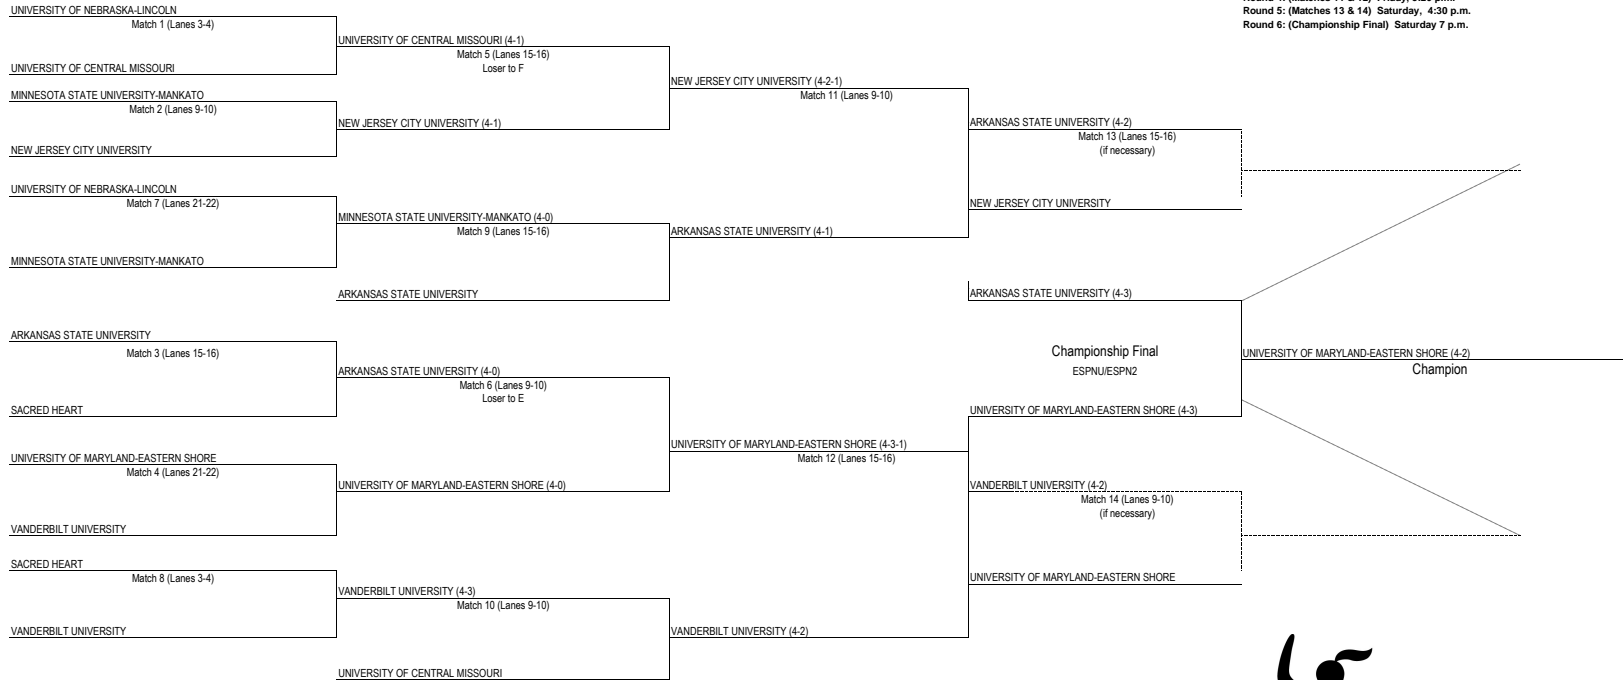 Round 5: (Matches 13 & 14) Saturday, 4:30 p.m.
Round 6: (Championship Final) Saturday 7 p.m.
UNIVERSITY OF NEBRASKA-LINCOLN
Match 1 (Lanes 3-4)
UNIVERSITY OF CENTRAL MISSOURI
MINNESOTA STATE UNIVERSITY-MANKATO
Match 2 (Lanes 9-10)
NEW JERSEY CITY UNIVERSITY
UNIVERSITY OF NEBRASKA-LINCOLN
Match 7 (Lanes 21-22)
MINNESOTA STATE UNIVERSITY-MANKATO
ARKANSAS STATE UNIVERSITY
Match 3 (Lanes 15-16)
SACRED HEART
UNIVERSITY OF MARYLAND-EASTERN SHORE
Match 4 (Lanes 21-22)
VANDERBILT UNIVERSITY
SACRED HEART
Match 8 (Lanes 3-4)
VANDERBILT UNIVERSITY
UNIVERSITY OF CENTRAL MISSOURI (4-1)
Match 5 (Lanes 15-16)
Loser to F
NEW JERSEY CITY UNIVERSITY (4-1)
MINNESOTA STATE UNIVERSITY-MANKATO (4-0)
Match 9 (Lanes 15-16)
ARKANSAS STATE UNIVERSITY
ARKANSAS STATE UNIVERSITY (4-0)
Match 6 (Lanes 9-10)
Loser to E
UNIVERSITY OF MARYLAND-EASTERN SHORE (4-0)
VANDERBILT UNIVERSITY (4-3)
Match 10 (Lanes 9-10)
UNIVERSITY OF CENTRAL MISSOURI
NEW JERSEY CITY UNIVERSITY (4-2-1)
Match 11 (Lanes 9-10)
ARKANSAS STATE UNIVERSITY (4-1)
UNIVERSITY OF MARYLAND-EASTERN SHORE (4-3-1)
Match 12 (Lanes 15-16)
VANDERBILT UNIVERSITY (4-2)
ARKANSAS STATE UNIVERSITY (4-2)
Match 13 (Lanes 15-16)
(if necessary)
NEW JERSEY CITY UNIVERSITY
ARKANSAS STATE UNIVERSITY (4-3)
Championship Final
ESPNU/ESPN2
UNIVERSITY OF MARYLAND-EASTERN SHORE (4-3)
VANDERBILT UNIVERSITY (4-2)
Match 14 (Lanes 9-10)
(if necessary)
UNIVERSITY OF MARYLAND-EASTERN SHORE
UNIVERSITY OF MARYLAND-EASTERN SHORE (4-2)
Champion